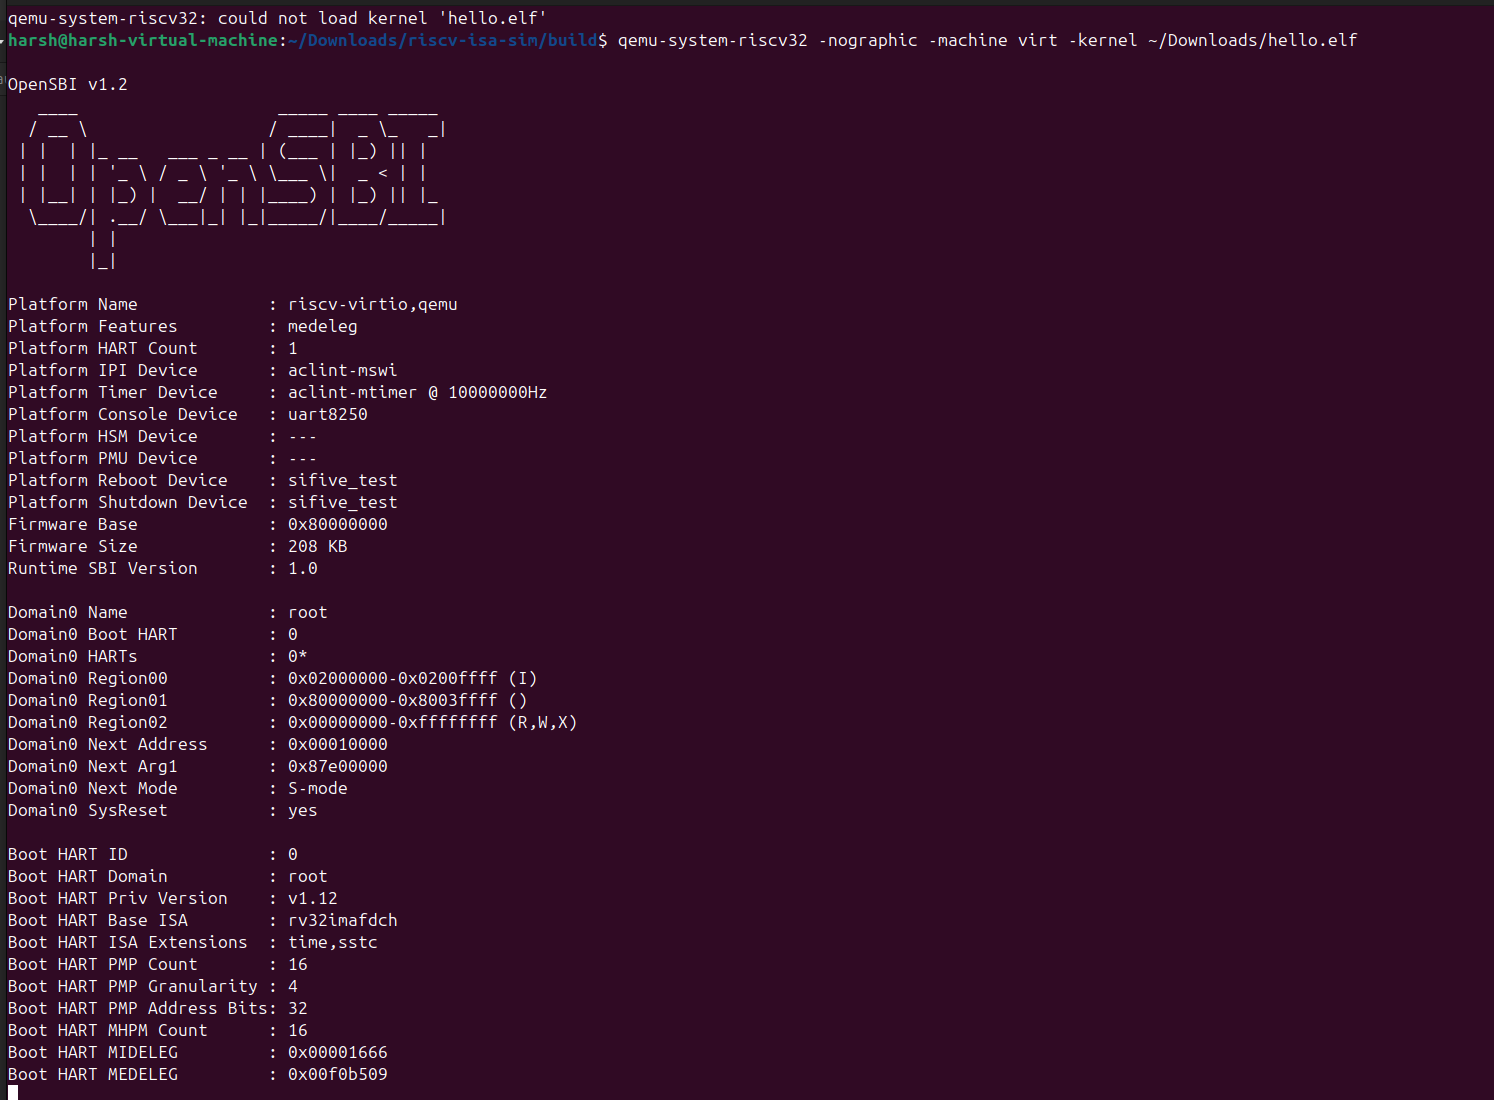 qemu-system-riscv32: could not load kernel 'hello.elf'
harsh@harsh-virtual-machine:~/Downloads/riscv-isa-sim/build$ qemu-system-riscv32 -nographic -machine virt -kernel ~/Downloads/hello.elf
OpenSBI v1.2
   ____                    _____ ____ _____
  / __ \                  / ____|  _ \_   _|
 | |  | |_ __   ___ _ __ | (___ | |_) || |
 | |  | | '_ \ / _ \ '_ \ \___ \|  _ < | |
 | |__| | |_) |  __/ | | |____) | |_) || |_
  \____/| .__/ \___|_| |_|_____/|____/_____|
        | |
        |_|
Platform Name             : riscv-virtio,qemu
Platform Features         : medeleg
Platform HART Count       : 1
Platform IPI Device       : aclint-mswi
Platform Timer Device     : aclint-mtimer @ 10000000Hz
Platform Console Device   : uart8250
Platform HSM Device       : ---
Platform PMU Device       : ---
Platform Reboot Device    : sifive_test
Platform Shutdown Device  : sifive_test
Firmware Base             : 0x80000000
Firmware Size             : 208 KB
Runtime SBI Version       : 1.0
Domain0 Name              : root
Domain0 Boot HART         : 0
Domain0 HARTs             : 0*
Domain0 Region00          : 0x02000000-0x0200ffff (I)
Domain0 Region01          : 0x80000000-0x8003ffff ()
Domain0 Region02          : 0x00000000-0xffffffff (R,W,X)
Domain0 Next Address      : 0x00010000
Domain0 Next Arg1         : 0x87e00000
Domain0 Next Mode         : S-mode
Domain0 SysReset          : yes
Boot HART ID              : 0
Boot HART Domain          : root
Boot HART Priv Version    : v1.12
Boot HART Base ISA        : rv32imafdch
Boot HART ISA Extensions  : time,sstc
Boot HART PMP Count       : 16
Boot HART PMP Granularity : 4
Boot HART PMP Address Bits: 32
Boot HART MHPM Count      : 16
Boot HART MIDELEG         : 0x00001666
Boot HART MEDELEG         : 0x00f0b509